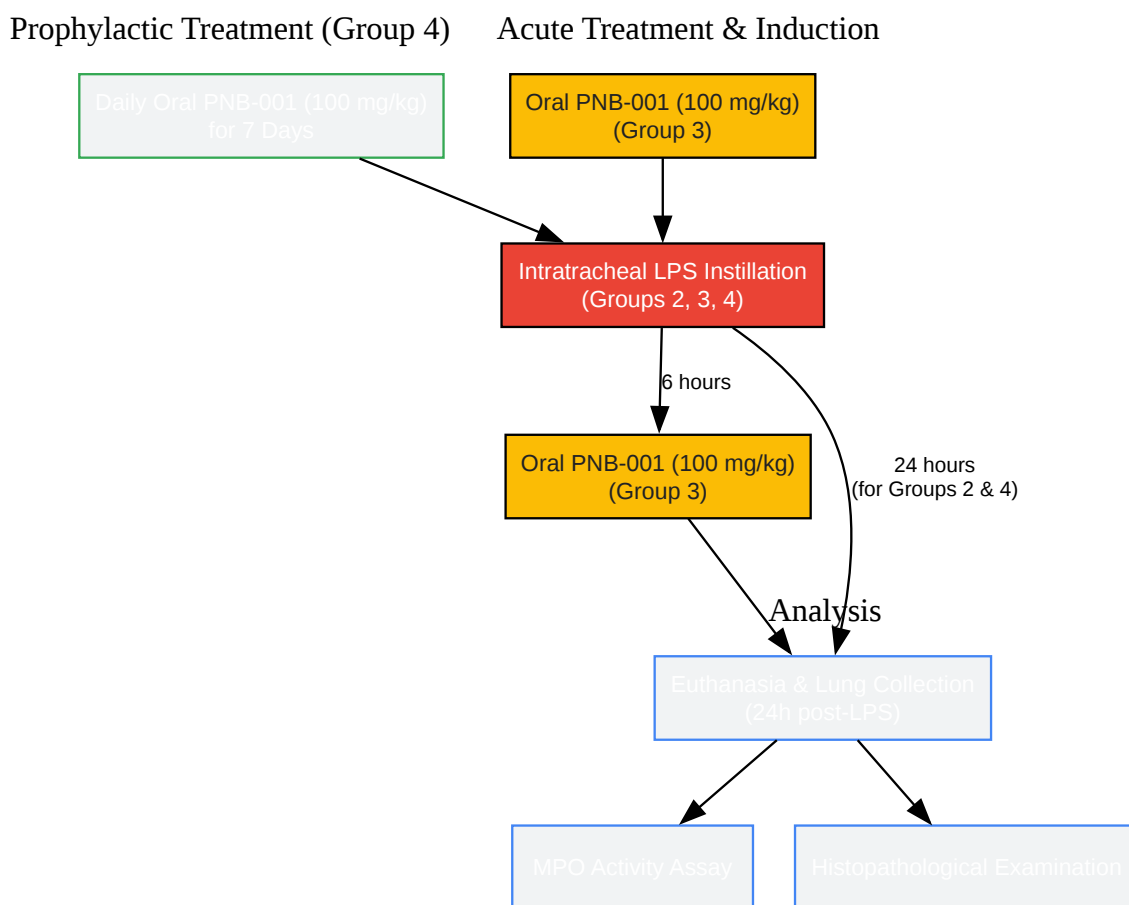 Prophylactic Treatment (Group 4)
Acute Treatment & Induction
Daily Oral PNB-001 (100 mg/kg)
for 7 Days
Oral PNB-001 (100 mg/kg)
(Group 3)
Intratracheal LPS Instillation
(Groups 2, 3, 4)
6 hours
Oral PNB-001 (100 mg/kg)
(Group 3)
24 hours
(for Groups 2 & 4)
Analysis
Euthanasia & Lung Collection
(24h post-LPS)
MPO Activity Assay
Histopathological Examination